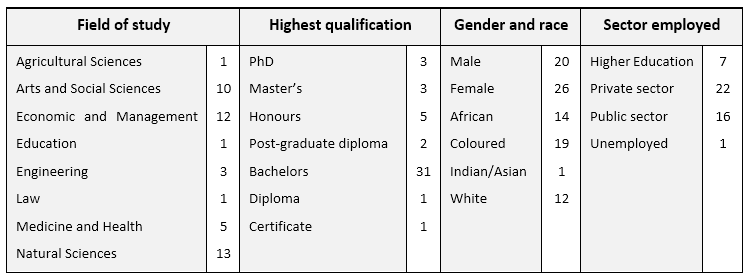 Field of study Highest qualification Gender and race Sector employed
Agricultural Sciences 1 PhD 3 Male 20 Higher Education 7
Arts and Social Sciences 10 Master's 3 Female 26 Private sector 22
Economic and Management 12 Honours 5 African 14 Public sector 16
Education 1 Post-graduate diploma 2 Coloured 19 Unemployed 1
Engineering 3 Bachelors 31 Indian/Asian 1
Law 1 Diploma 1 White 12
Medicine and Health 5 Certificate 1
Natural Sciences 13